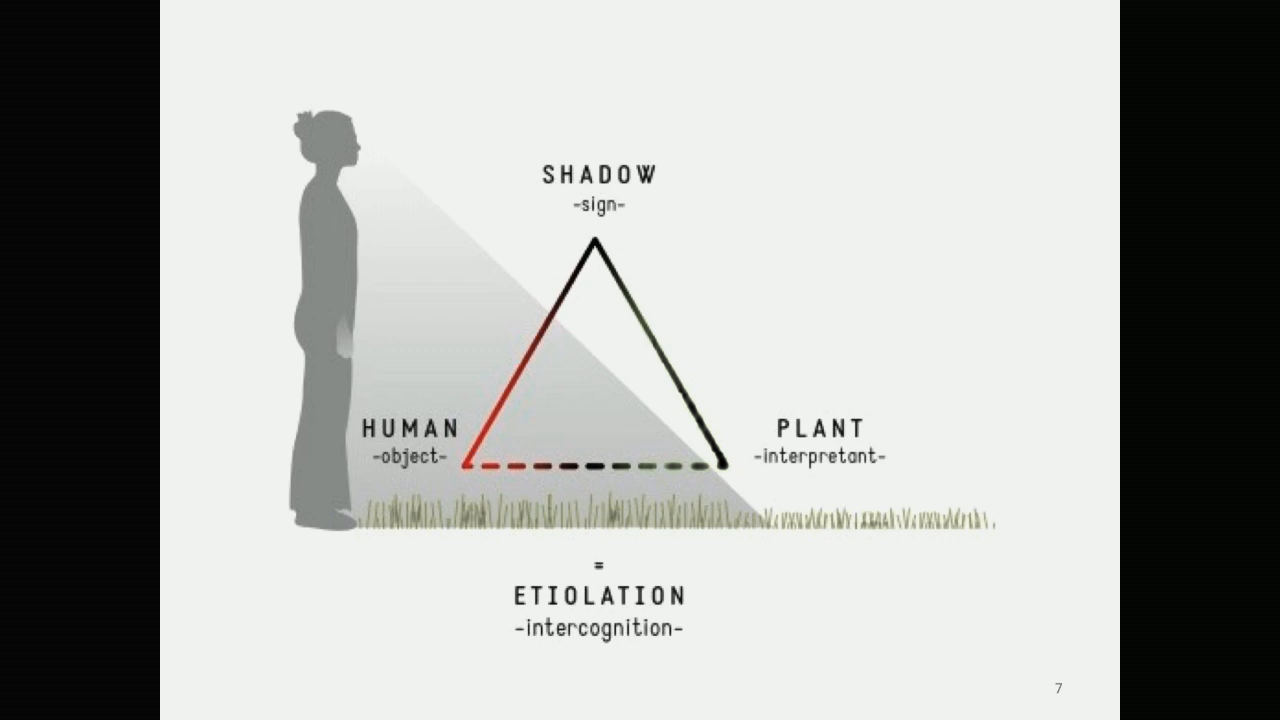 SHADOW
-sign-
HUMAN
-object-
PLANT
-interpretant-
=
ETIOLATION
-intercognition-
7